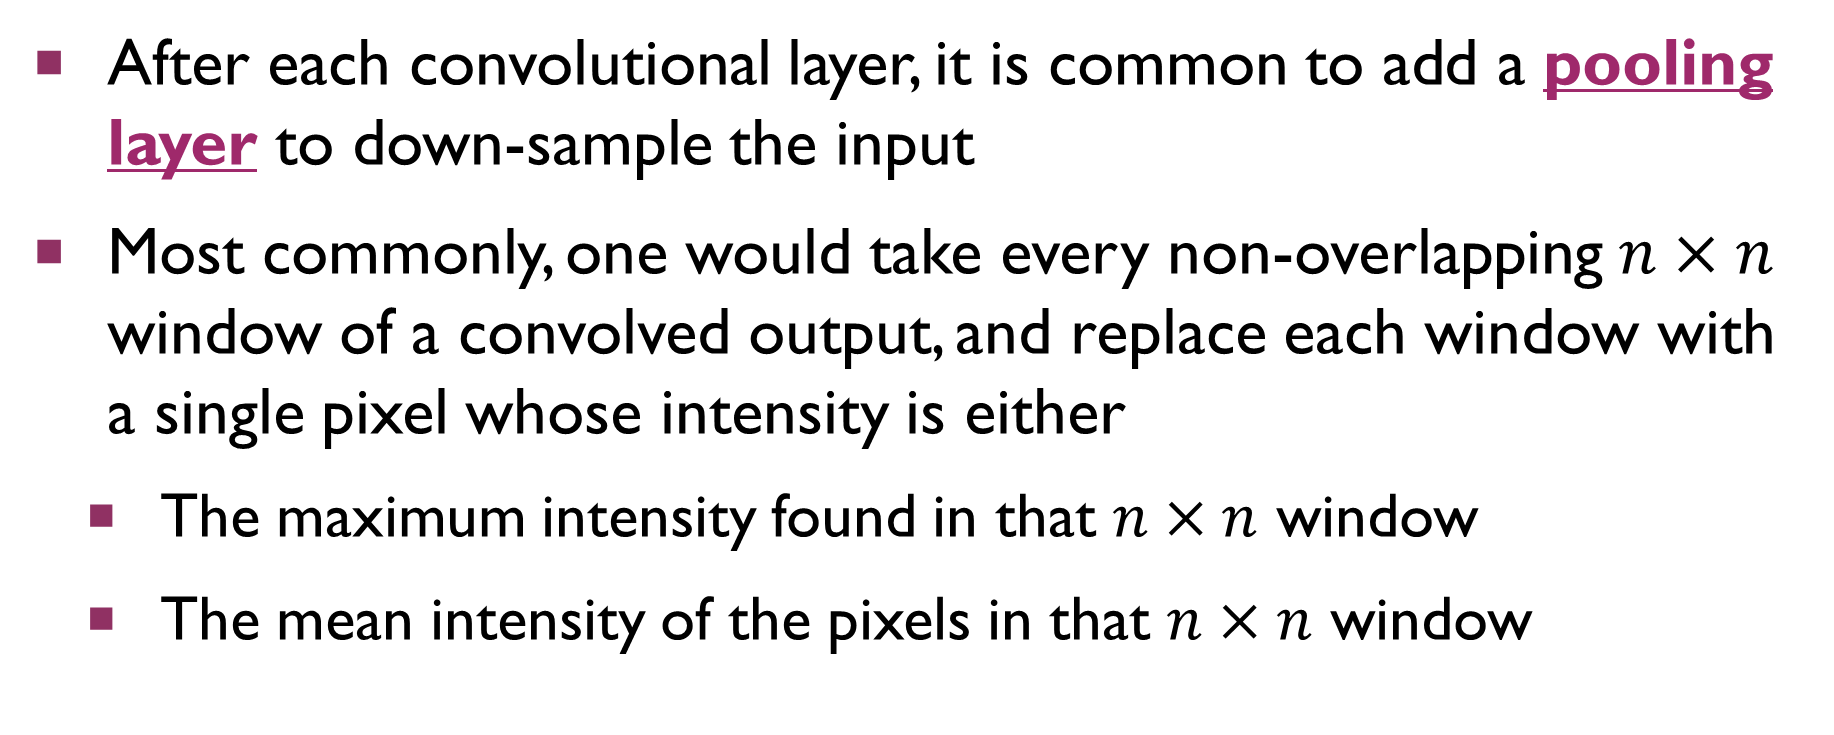 After each convolutional layer, it is common to add a pooling
layer to down-sample the input
Most commonly, one would take every non-overlapping n × n
window of a convolved output, and replace each window with
a single pixel whose intensity is either
The maximum intensity found in that n × n window
The mean intensity of the pixels in that n × n window